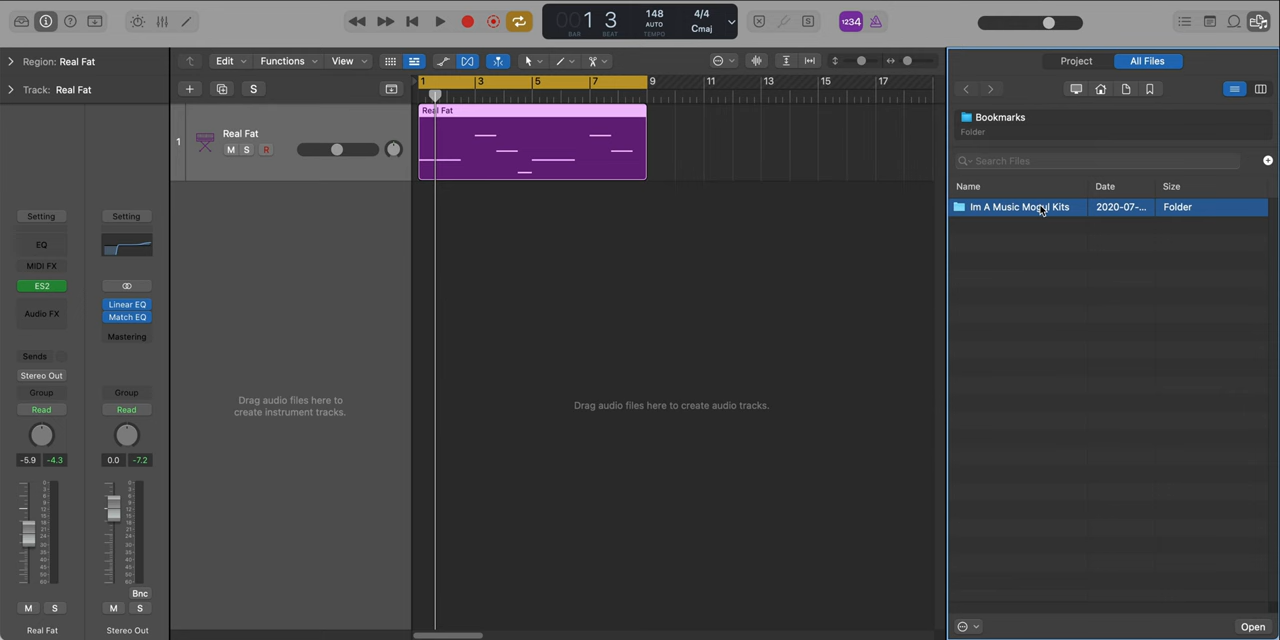 00 1 3
BAR BEAT
148
AUTO
TEMPO
4/4
Cmaj
1234
Region: Real Fat
Track: Real Fat
Edit Functions View
S
1 3 5 7 9 11 13 15 17
1
Real Fat
M S R
Real Fat
Setting Setting
EQ
MIDI FX
ES2
Linear EQ
Match EQ
Audio FX
Mastering
Sends
Stereo Out
Group Group
Read Read
-5.9 -4.3 0.0 -7.2
Bnc
M S M S
Real Fat Stereo Out
Drag audio files here to
create instrument tracks.
Drag audio files here to create audio tracks.
Project All Files
Bookmarks
Folder
Search Files
Name Date Size
Im A Music Mogul Kits 2020-07-... Folder
Open